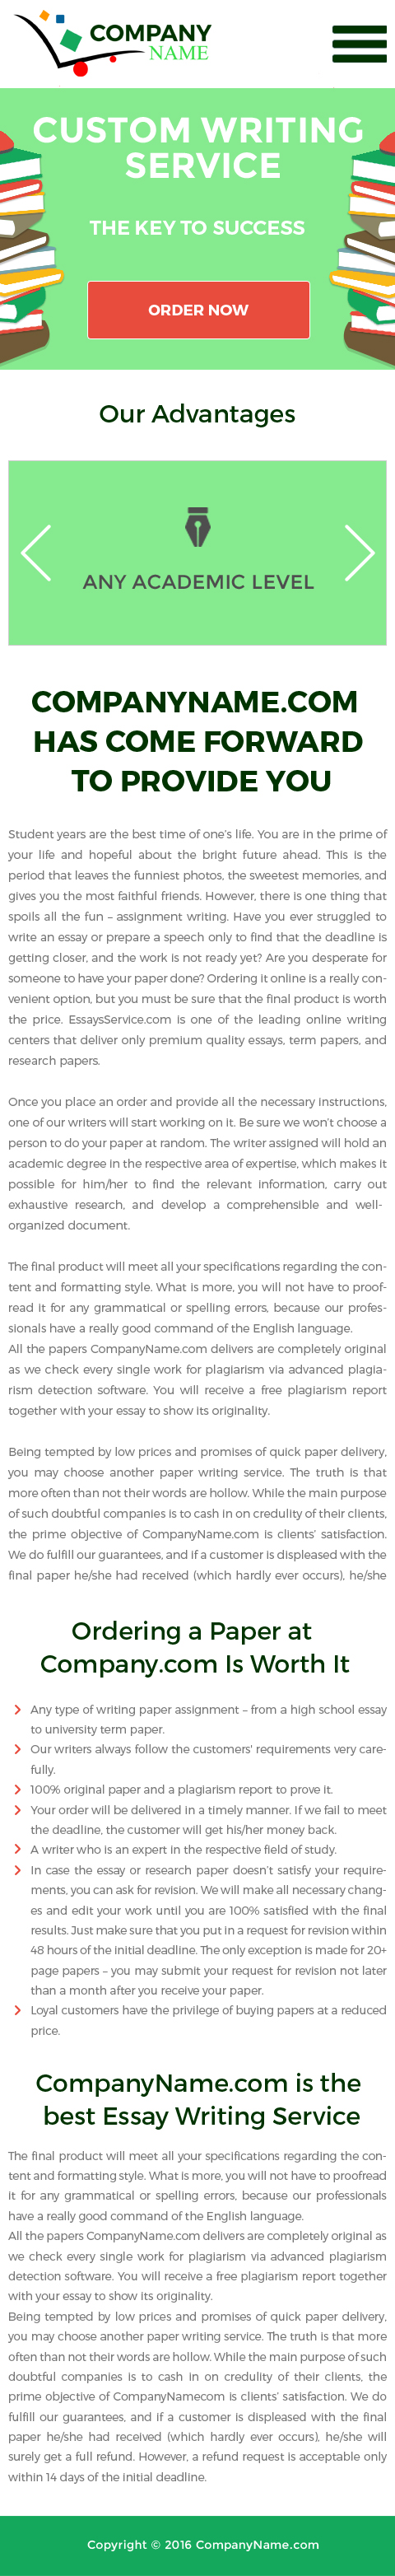 COMPANY
NAME
CUSTOM WRITING
SERVICE
THE KEY TO SUCCESS
ORDER NOW
Our Advantages
ANY ACADEMIC LEVEL
COMPANYNAME.COM
HAS COME FORWARD
TO PROVIDE YOU
Student years are the best time of one's life. You are in the prime of
your life and hopeful about the bright future ahead. This is the
period that leaves the funniest photos, the sweetest memories, and
gives you the most faithful friends. However, there is one thing that
spoils all the fun – assignment writing. Have you ever struggled to
write an essay or prepare a speech only to find that the deadline is
getting closer, and the work is not ready yet? Are you desperate for
someone to have your paper done? Ordering it online is a really con-
venient option, but you must be sure that the final product is worth
the price. EssaysService.com is one of the leading online writing
centers that deliver only premium quality essays, term papers, and
research papers.
Once you place an order and provide all the necessary instructions,
one of our writers will start working on it. Be sure we won't choose a
person to do your paper at random. The writer assigned will hold an
academic degree in the respective area of expertise, which makes it
possible for him/her to find the relevant information, carry out
exhaustive research, and develop a comprehensible and well-
organized document.
The final product will meet all your specifications regarding the con-
tent and formatting style. What is more, you will not have to proof-
read it for any grammatical or spelling errors, because our profes-
sionals have a really good command of the English language.
All the papers CompanyName.com delivers are completely original
as we check every single work for plagiarism via advanced plagia-
rism detection software. You will receive a free plagiarism report
together with your essay to show its originality.
Being tempted by low prices and promises of quick paper delivery,
you may choose another paper writing service. The truth is that
more often than not their words are hollow. While the main purpose
of such doubtful companies is to cash in on credulity of their clients,
the prime objective of CompanyName.com is clients' satisfaction.
We do fulfill our guarantees, and if a customer is displeased with the
final paper he/she had received (which hardly ever occurs), he/she
Ordering a Paper at
Company.com Is Worth It
Any type of writing paper assignment – from a high school essay
to university term paper.
Our writers always follow the customers' requirements very care-
fully.
100% original paper and a plagiarism report to prove it.
Your order will be delivered in a timely manner. If we fail to meet
the deadline, the customer will get his/her money back.
A writer who is an expert in the respective field of study.
In case the essay or research paper doesn't satisfy your require-
ments, you can ask for revision. We will make all necessary chang-
es and edit your work until you are 100% satisfied with the final
results. Just make sure that you put in a request for revision within
48 hours of the initial deadline. The only exception is made for 20+
page papers – you may submit your request for revision not later
than a month after you receive your paper.
Loyal customers have the privilege of buying papers at a reduced
price.
CompanyName.com is the
best Essay Writing Service
The final product will meet all your specifications regarding the con-
tent and formatting style. What is more, you will not have to proofread
it for any grammatical or spelling errors, because our professionals
have a really good command of the English language.
All the papers CompanyName.com delivers are completely original as
we check every single work for plagiarism via advanced plagiarism
detection software. You will receive a free plagiarism report together
with your essay to show its originality.
Being tempted by low prices and promises of quick paper delivery,
you may choose another paper writing service. The truth is that more
often than not their words are hollow. While the main purpose of such
doubtful companies is to cash in on credulity of their clients, the
prime objective of CompanyNamecom is clients' satisfaction. We do
fulfill our guarantees, and if a customer is displeased with the final
paper he/she had received (which hardly ever occurs), he/she will
surely get a full refund. However, a refund request is acceptable only
within 14 days of the initial deadline.
Copyright © 2016 CompanyName.com